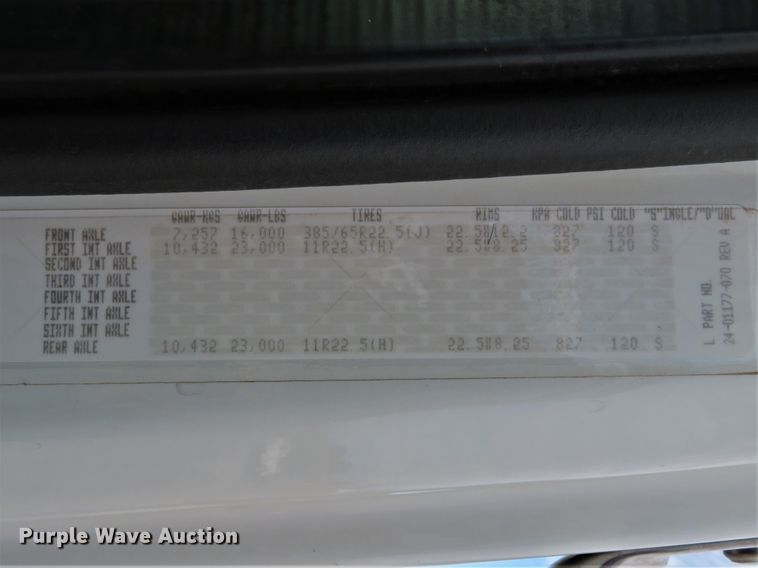 GAWR-KGS GAWR-LBS TIRES RIMS KPA COLD PSI COLD "S"INGLE/"D"UAL
FRONT AXLE 7,257 16,000 385/65R22.5(J) 827 120 S
FIRST INT AXLE 10,432 23,000 11R22.5(H) 22.5X8.25 827 120 S
SECOND INT AXLE
THIRD INT AXLE
FOURTH INT AXLE
FIFTH INT AXLE
SIXTH INT AXLE
REAR AXLE 10,432 23,000 11R22.5(H) 22.5X8.25 827 120 S
L PART NO.
24-01177-070 REV A
Purple Wave Auction